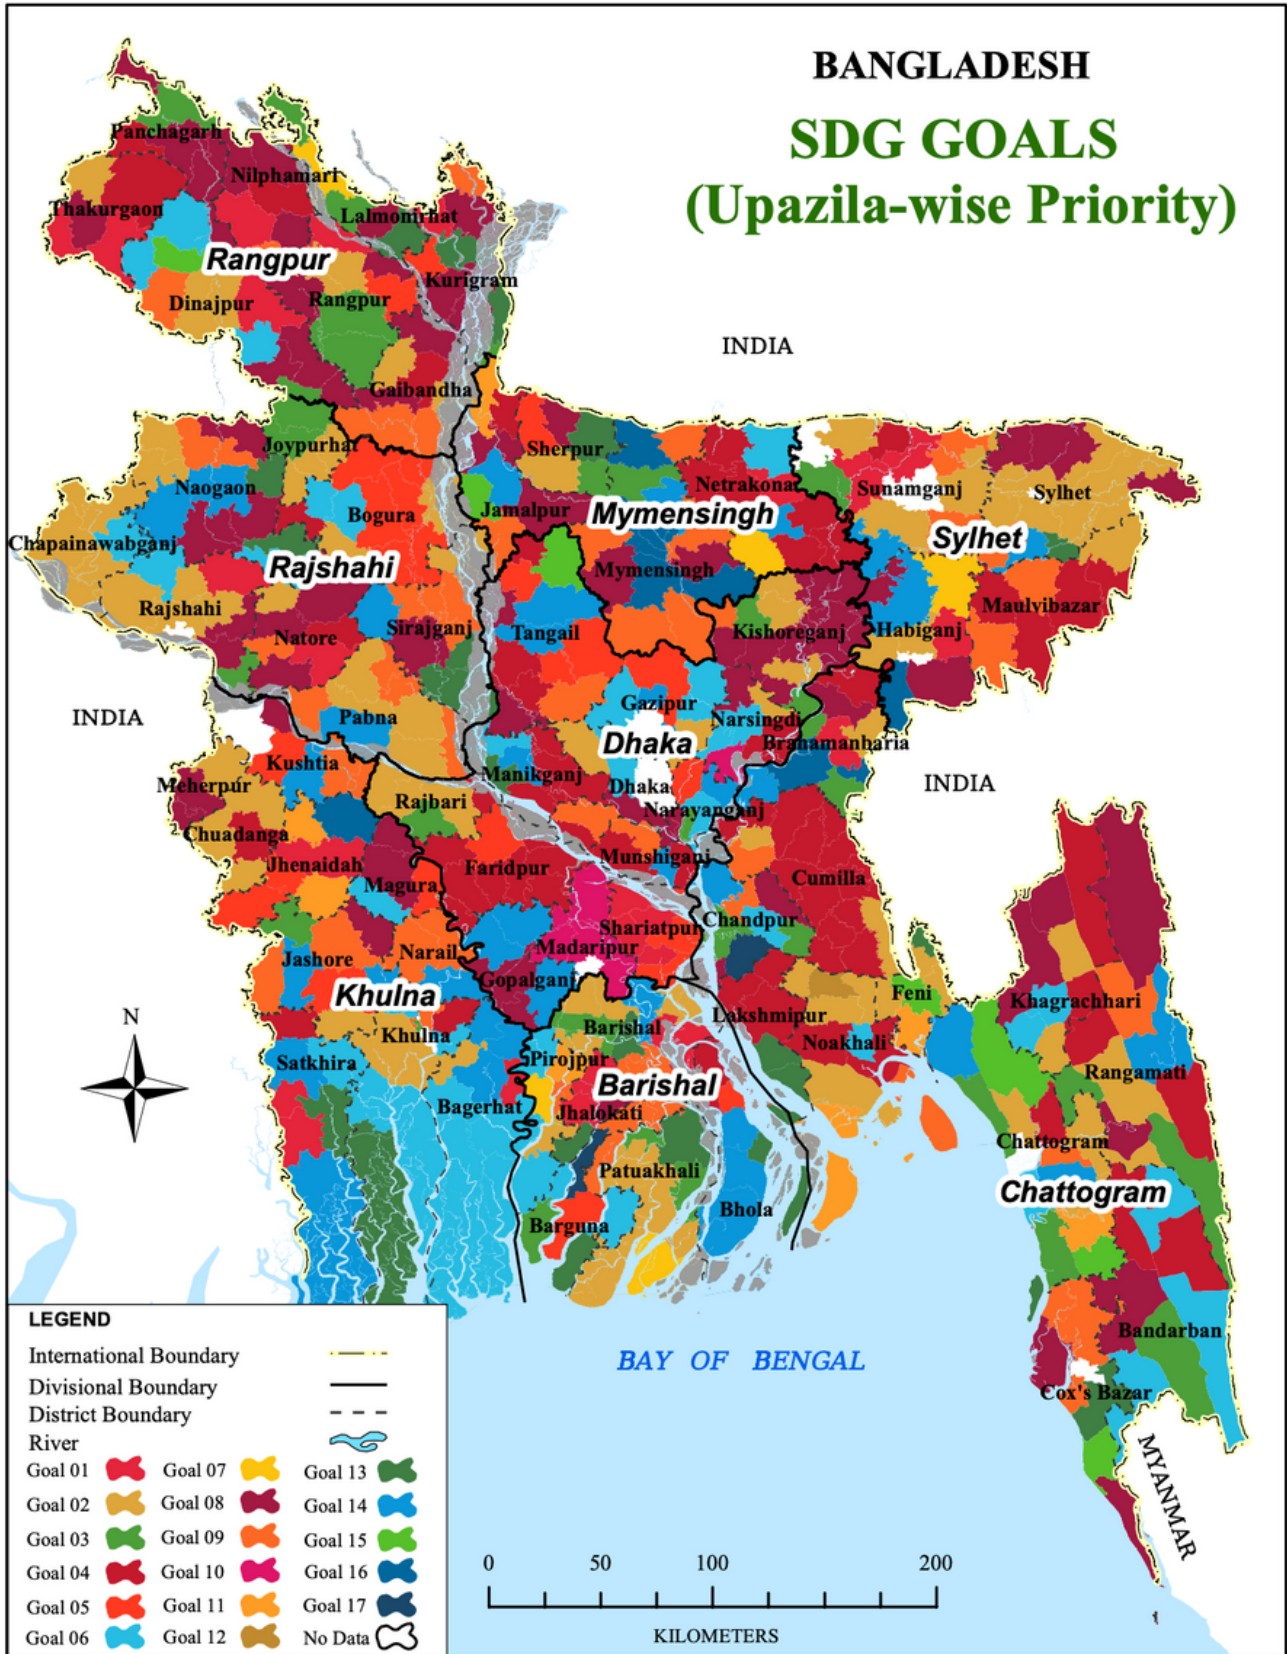 BANGLADESH
SDG GOALS
(Upazila-wise Priority)
Panchagarh
Nilphamari
Thakurgaon
Lalmonirhat
Rangpur
Kurigram
Dinajpur
Rangpur
INDIA
Gaibandha
Joypurhat
Sherpur
Naogaon
Netrakona
Sunamganj
Sylhet
Bogura
Jamalpur
Mymensingh
Chapainawabganj
Sylhet
Rajshahi
Mymensingh
Rajshahi
Maulvibazar
Natore
Sirajganj
Tangail
Kishoreganj
Habiganj
INDIA
Pabna
Gazipur
Narsingdi
Dhaka
Brahamanharia
Kushtia
Manikganj
Meherpur
Dhaka
INDIA
Rajbari
Narayanganj
Chuadanga
Jhenaidah
Faridpur
Munshiganj
Magura
Cumilla
Shariatpur
Chandpur
Narail
Madaripur
Jashore
Gopalganj
Khulna
Feni
Khagrachhari
Lakshmipur
Khulna
Barishal
Noakhali
Satkhira
Pirojpur
Rangamati
Barishal
Bagerhat
Jhalokati
Chattogram
Patuakhali
Chattogram
Barguna
Bhola
N
Bandarban
Cox's Bazar
BAY OF BENGAL
MYANMAR
LEGEND
International Boundary
Divisional Boundary
District Boundary
River
Goal 01 Goal 07 Goal 13
Goal 02 Goal 08 Goal 14
Goal 03 Goal 09 Goal 15
Goal 04 Goal 10 Goal 16
Goal 05 Goal 11 Goal 17
Goal 06 Goal 12 No Data
0 50 100 200
KILOMETERS